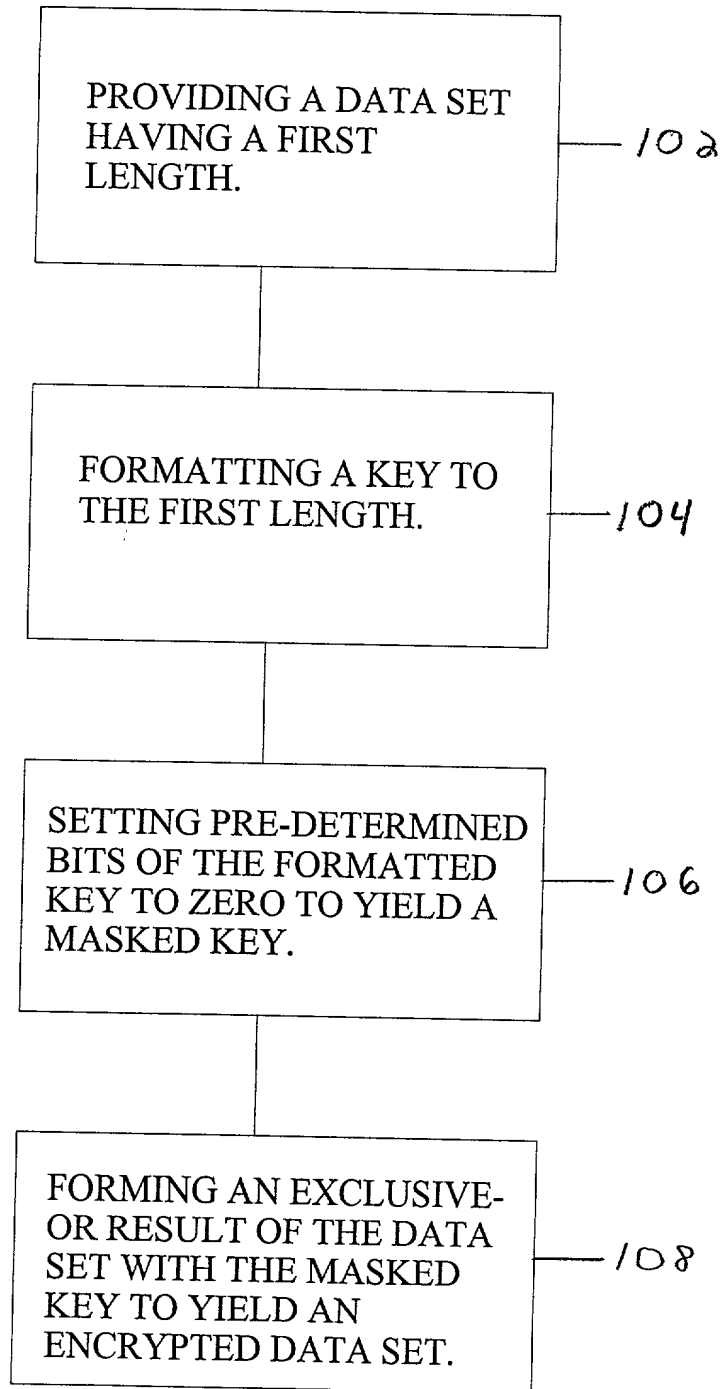 PROVIDING A DATA SET
HAVING A FIRST
LENGTH.
102
FORMATTING A KEY TO
THE FIRST LENGTH.
104
SETTING PRE-DETERMINED
BITS OF THE FORMATTED
KEY TO ZERO TO YIELD A
MASKED KEY.
106
FORMING AN EXCLUSIVE-
OR RESULT OF THE DATA
SET WITH THE MASKED
KEY TO YIELD AN
ENCRYPTED DATA SET.
108